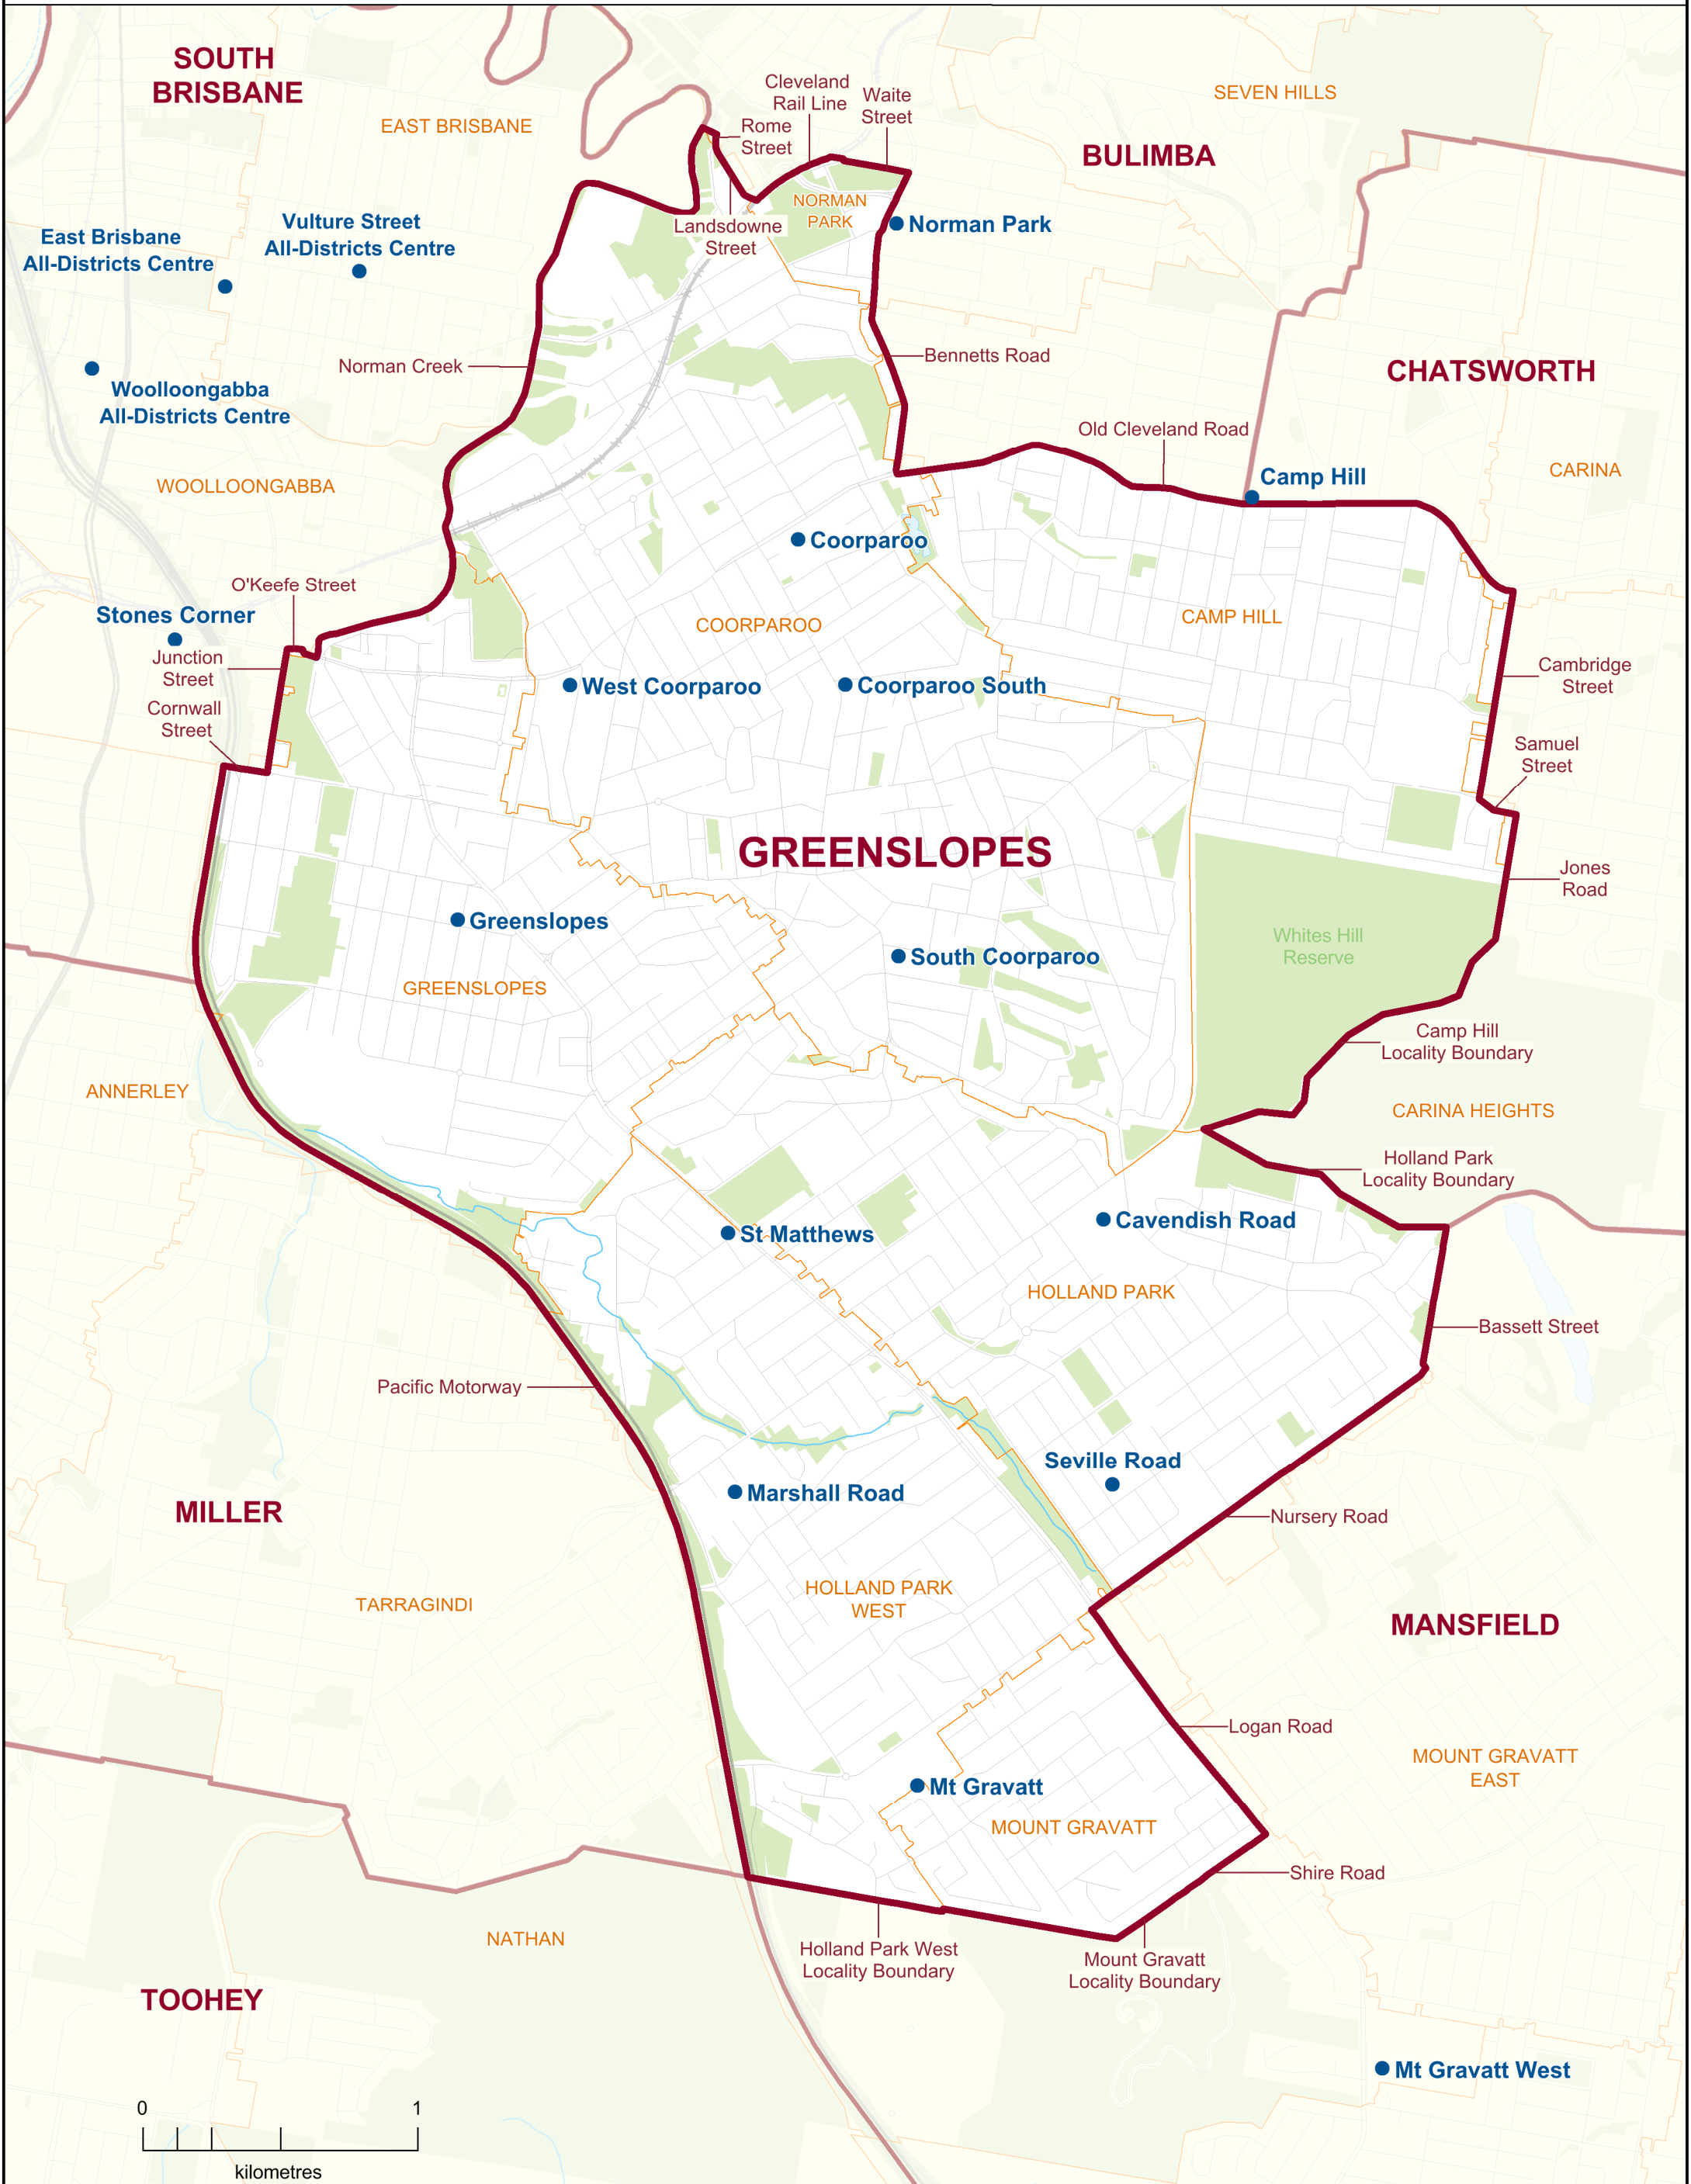 SOUTH
BRISBANE
EAST BRISBANE
Cleveland
Rail Line
Waite
Street
Rome
Street
SEVEN HILLS
BULIMBA
NORMAN
PARK
Landsdowne
Street
Norman Park
East Brisbane
All-Districts Centre
Vulture Street
All-Districts Centre
Norman Creek
Bennetts Road
Woolloongabba
All-Districts Centre
CHATSWORTH
Old Cleveland Road
Camp Hill
CARINA
WOOLLOONGABBA
Coorparoo
O'Keefe Street
Stones Corner
Junction
Street
Cornwall
Street
COORPAROO
CAMP HILL
West Coorparoo
Coorparoo South
Cambridge
Street
Samuel
Street
GREENSLOPES
Jones
Road
Greenslopes
South Coorparoo
Whites Hill
Reserve
GREENSLOPES
Camp Hill
Locality Boundary
ANNERLEY
CARINA HEIGHTS
Holland Park
Locality Boundary
St Matthews
Cavendish Road
HOLLAND PARK
Bassett Street
Pacific Motorway
Seville Road
Marshall Road
MILLER
Nursery Road
TARRAGINDI
HOLLAND PARK
WEST
MANSFIELD
Logan Road
MOUNT GRAVATT
EAST
Mt Gravatt
MOUNT GRAVATT
Shire Road
NATHAN
Holland Park West
Locality Boundary
Mount Gravatt
Locality Boundary
TOOHEY
Mt Gravatt West
0 1
kilometres